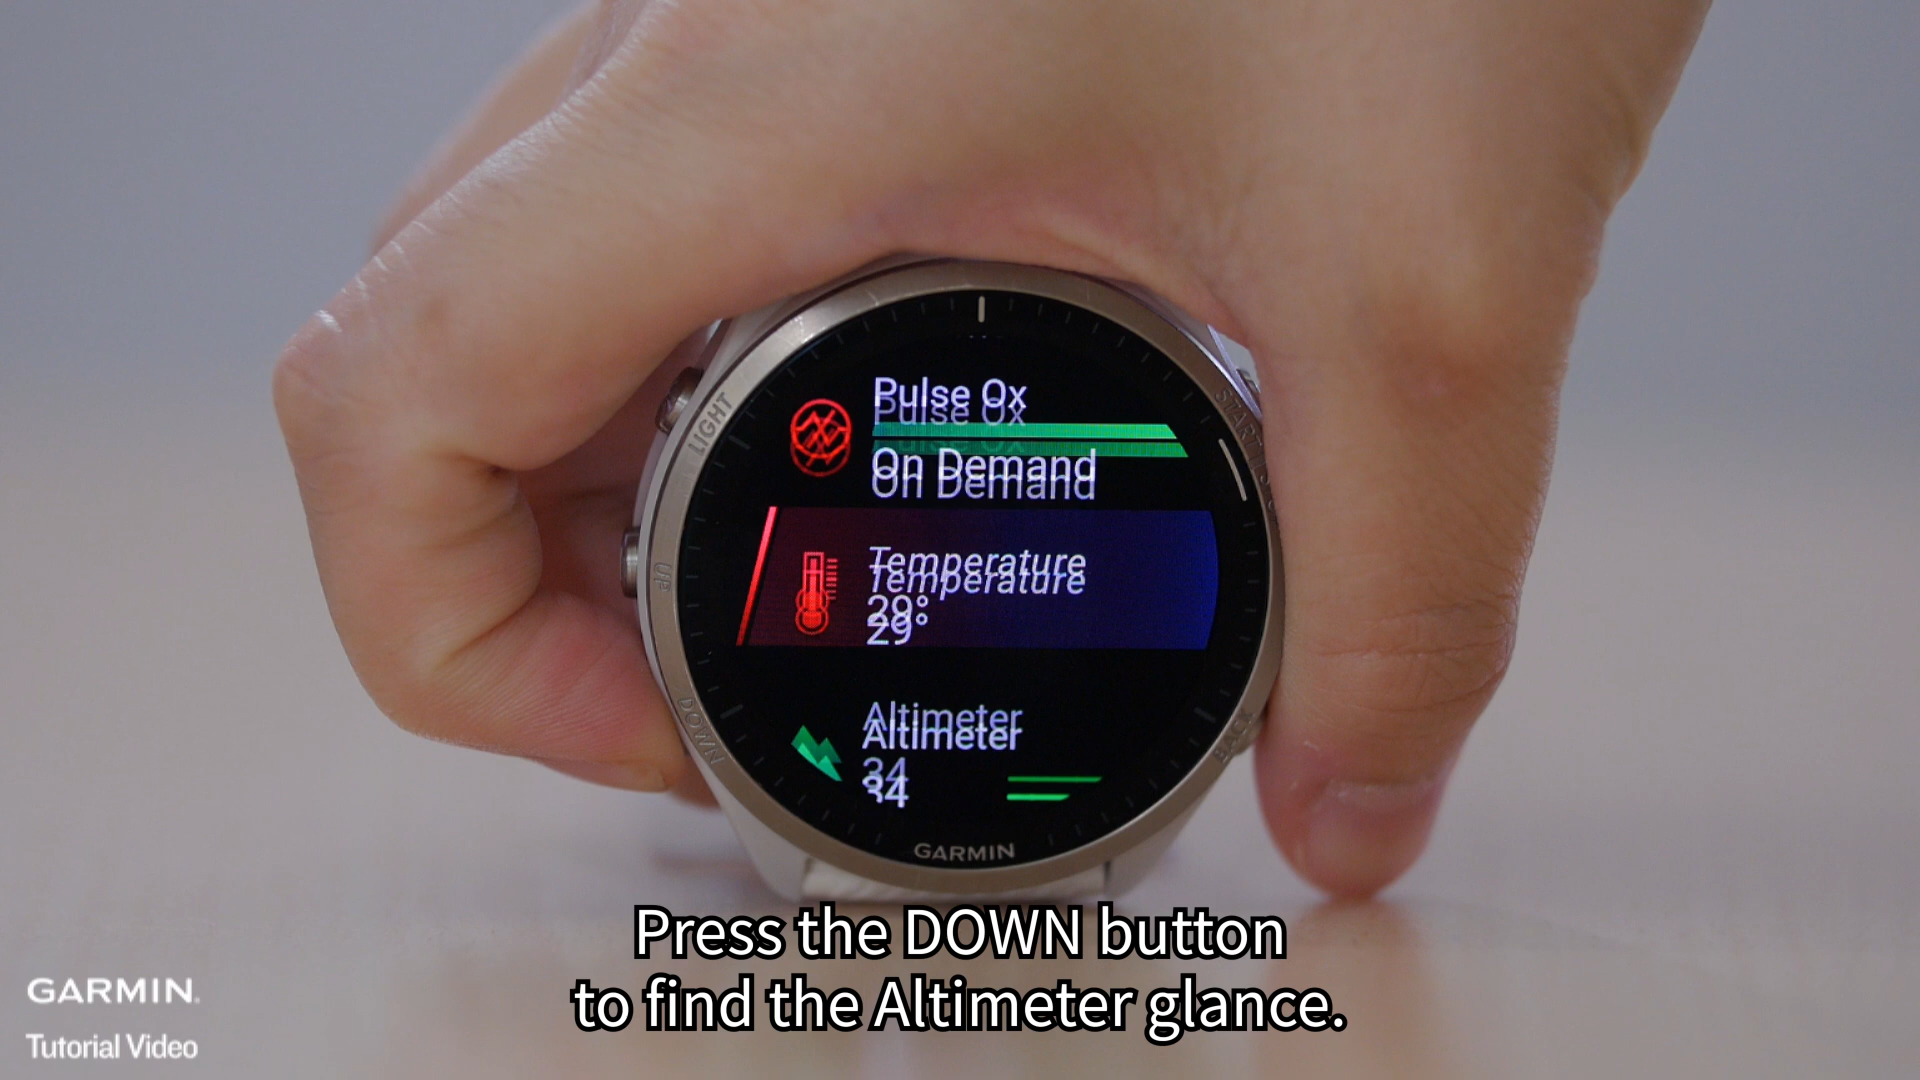 Pulse Ox
On Demand
Temperature
29°
Altimeter
34
LIGHT
UP
DOWN
START
BACK
GARMIN
Press the DOWN button
to find the Altimeter glance.
GARMIN.
Tutorial Video